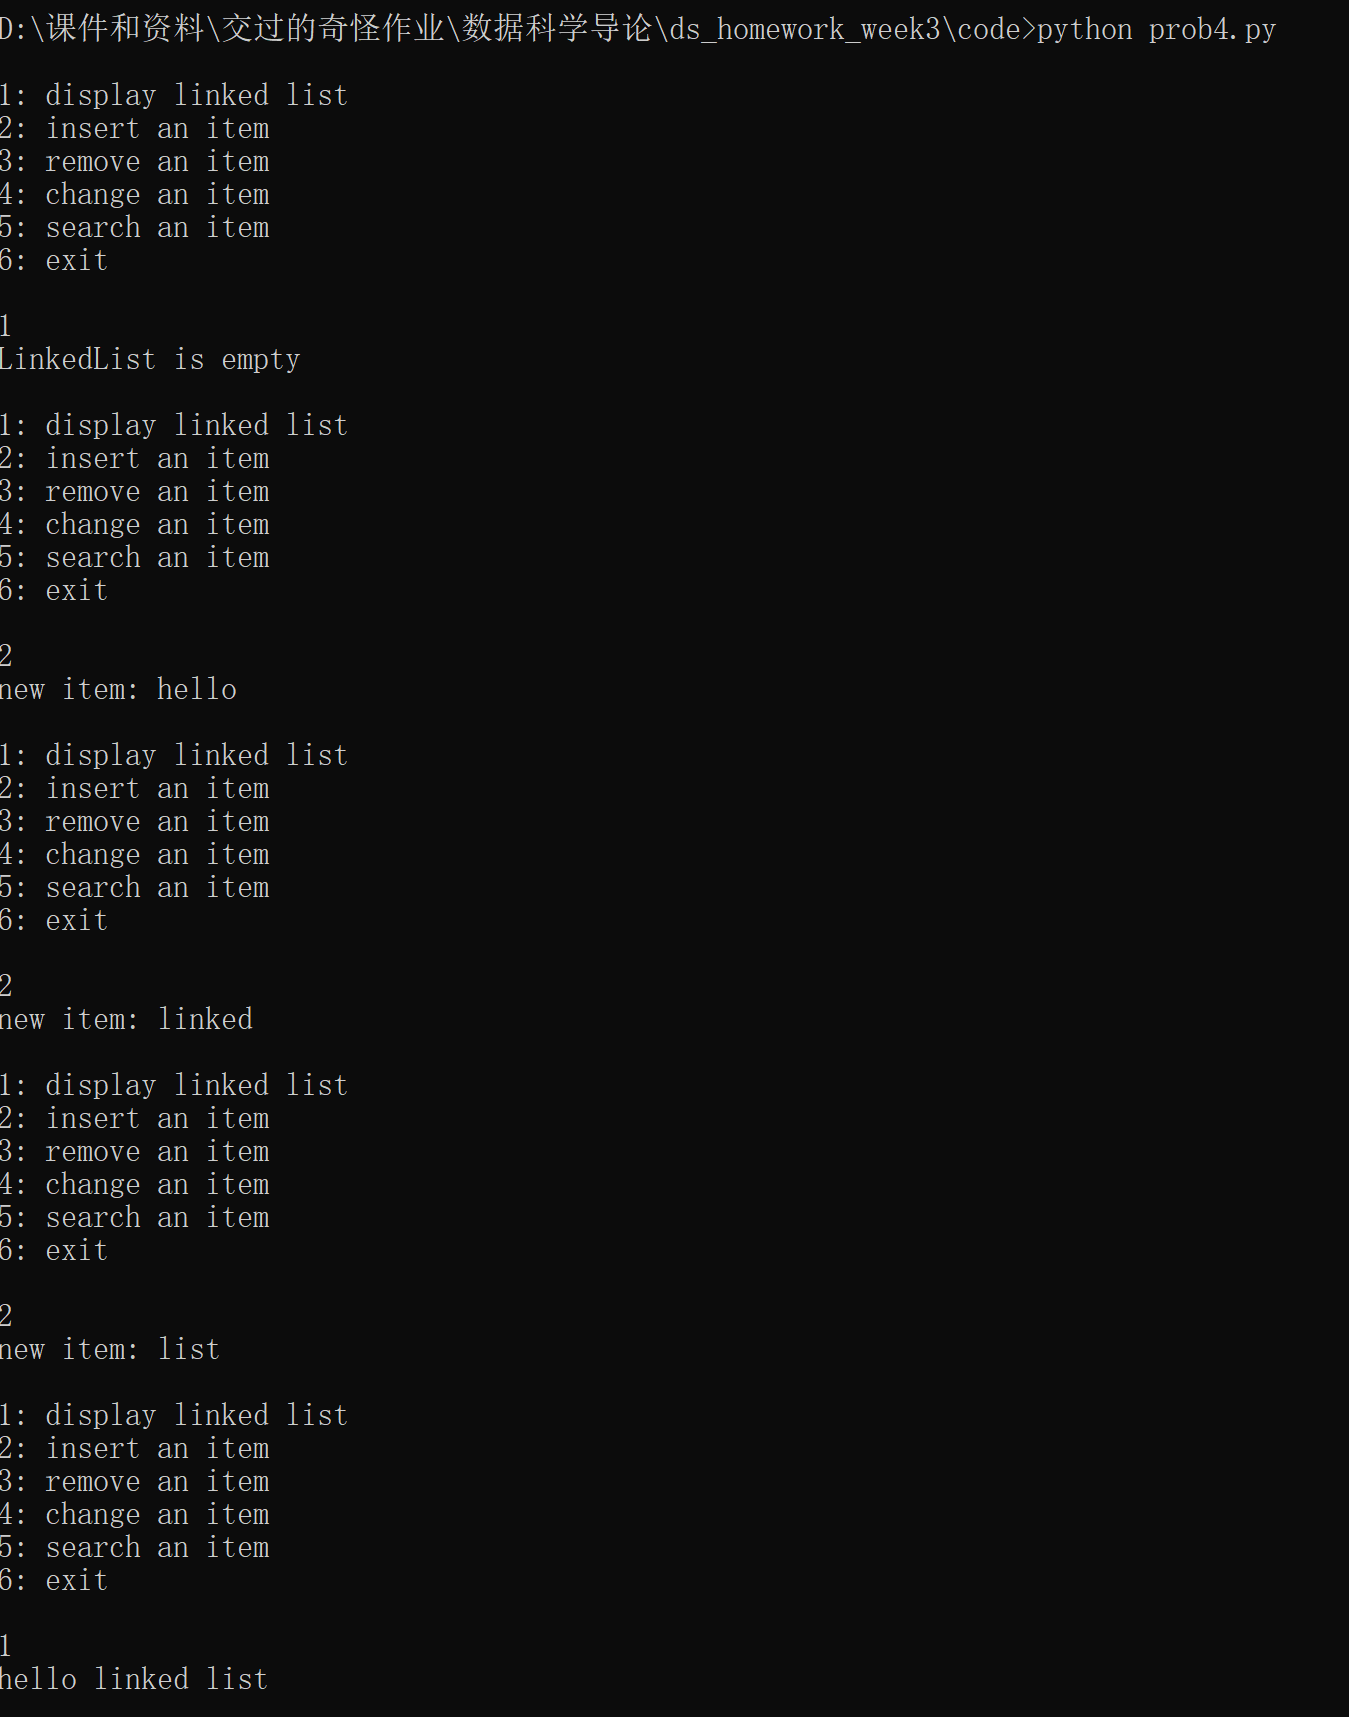 D:\课件和资料\交过的奇怪作业\数据科学导论\ds_homework_week3\code>python prob4.py
1: display linked list
2: insert an item
3: remove an item
4: change an item
5: search an item
6: exit
1
LinkedList is empty
1: display linked list
2: insert an item
3: remove an item
4: change an item
5: search an item
6: exit
2
new item: hello
1: display linked list
2: insert an item
3: remove an item
4: change an item
5: search an item
6: exit
2
new item: linked
1: display linked list
2: insert an item
3: remove an item
4: change an item
5: search an item
6: exit
2
new item: list
1: display linked list
2: insert an item
3: remove an item
4: change an item
5: search an item
6: exit
1
hello linked list